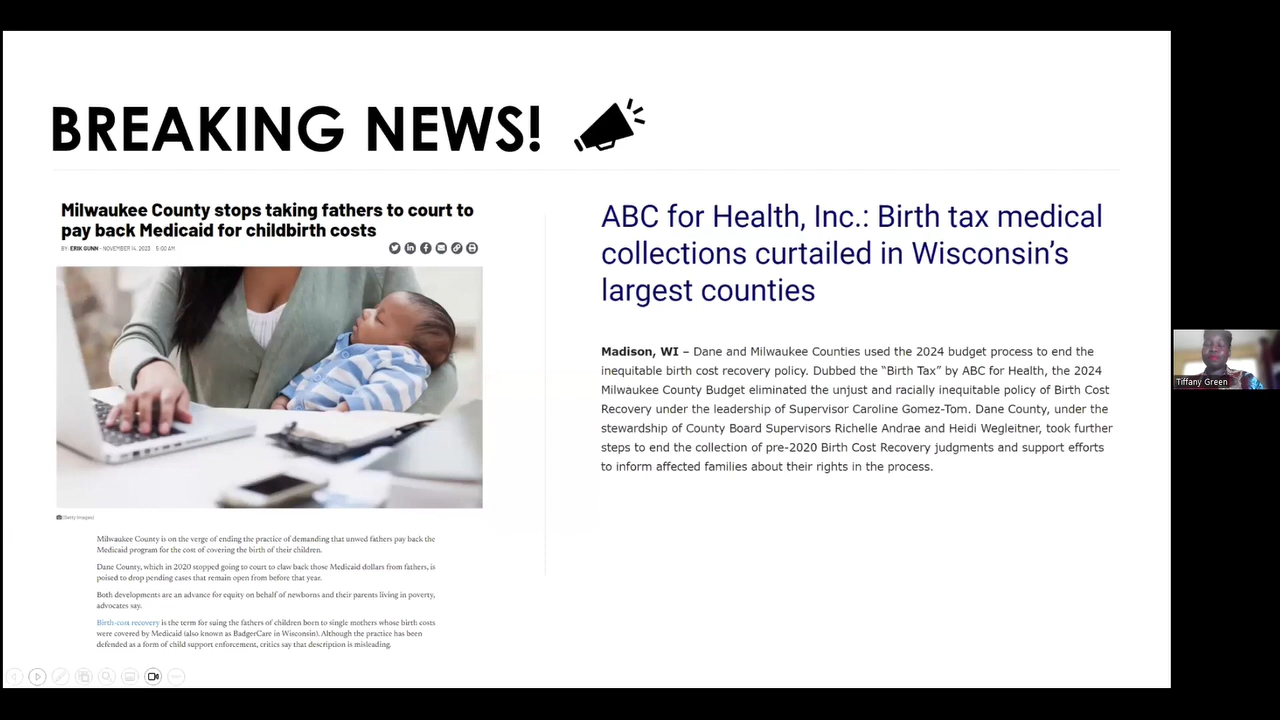 BREAKING NEWS!
Milwaukee County stops taking fathers to court to
pay back Medicaid for childbirth costs
BY: ERIK GUNN - NOVEMBER 14, 2023 5:00 AM
(Getty Images)
Milwaukee County is on the verge of ending the practice of demanding that unwed fathers pay back the
Medicaid program for the cost of covering the birth of their children.
Dane County, which in 2020 stopped going to court to claw back those Medicaid dollars from fathers, is
poised to drop pending cases that remain open from before that year.
Both developments are an advance for equity on behalf of newborns and their parents living in poverty,
advocates say.
Birth-cost recovery is the term for suing the fathers of children born to single mothers whose birth costs
were covered by Medicaid (also known as BadgerCare in Wisconsin). Although the practice has been
defended as a form of child support enforcement, critics say that description is misleading.
ABC for Health, Inc.: Birth tax medical
collections curtailed in Wisconsin’s
largest counties
Madison, WI – Dane and Milwaukee Counties used the 2024 budget process to end the
inequitable birth cost recovery policy. Dubbed the “Birth Tax” by ABC for Health, the 2024
Milwaukee County Budget eliminated the unjust and racially inequitable policy of Birth Cost
Recovery under the leadership of Supervisor Caroline Gomez-Tom. Dane County, under the
stewardship of County Board Supervisors Richelle Andrae and Heidi Wegleitner, took further
steps to end the collection of pre-2020 Birth Cost Recovery judgments and support efforts
to inform affected families about their rights in the process.
Tiffany Green